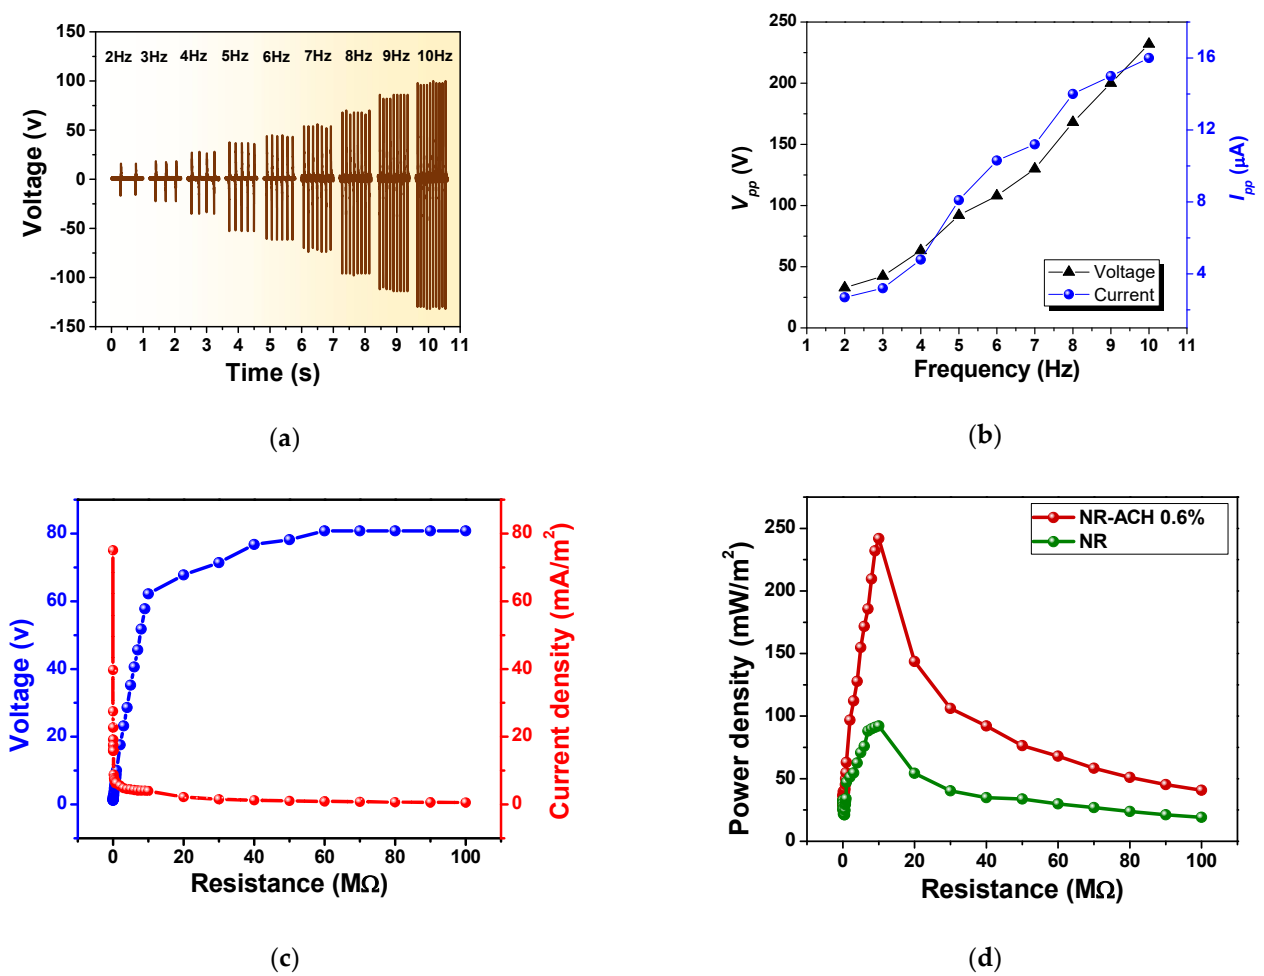 150
100
50
0
-50
-100
-150
Voltage (v)
2Hz 3Hz 4Hz 5Hz 6Hz 7Hz 8Hz 9Hz 10Hz
0 1 2 3 4 5 6 7 8 9 10 11
Time (s)
(a)
250
200
150
100
50
0
V_pp (V)
16
12
8
4
I_pp (μA)
Voltage
Current
1 2 3 4 5 6 7 8 9 10 11
Frequency (Hz)
(b)
80
60
40
20
0
Voltage (v)
80
60
40
20
0
Current density (mA/m²)
0 20 40 60 80 100
Resistance (MΩ)
(c)
250
200
150
100
50
0
Power density (mW/m²)
NR-ACH 0.6%
NR
0 20 40 60 80 100
Resistance (MΩ)
(d)